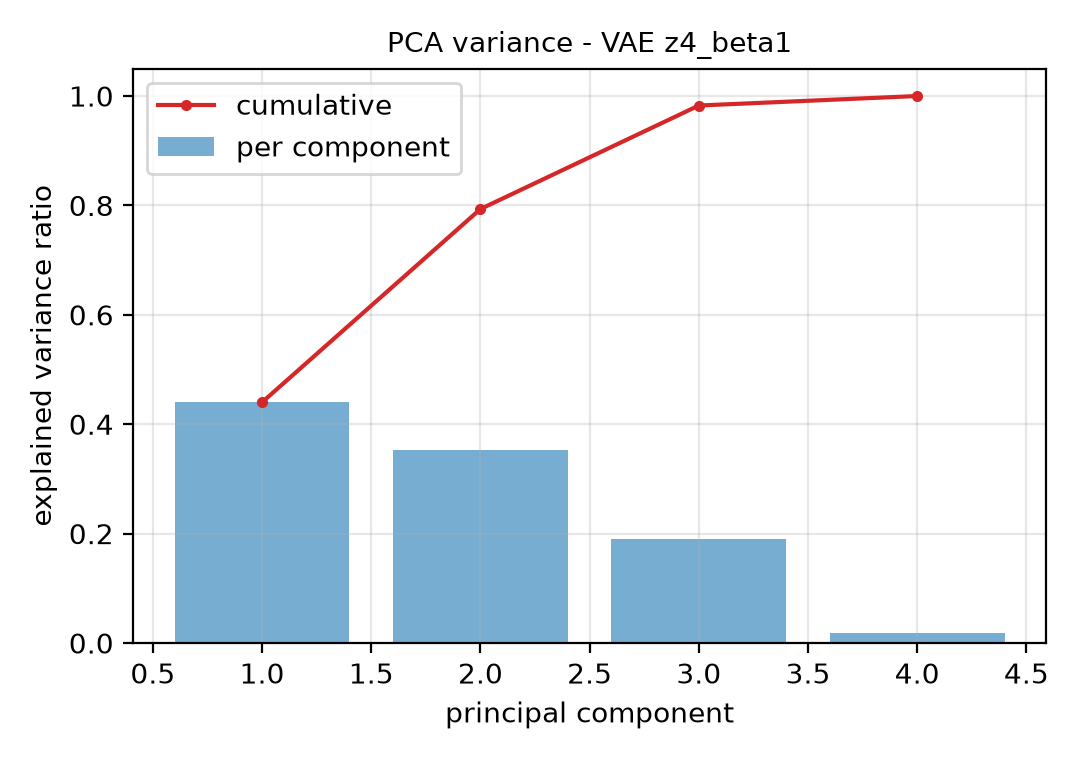 PCA variance - VAE z4_beta1
cumulative
per component
explained variance ratio
1.0
0.8
0.6
0.4
0.2
0.0
0.5 1.0 1.5 2.0 2.5 3.0 3.5 4.0 4.5
principal component